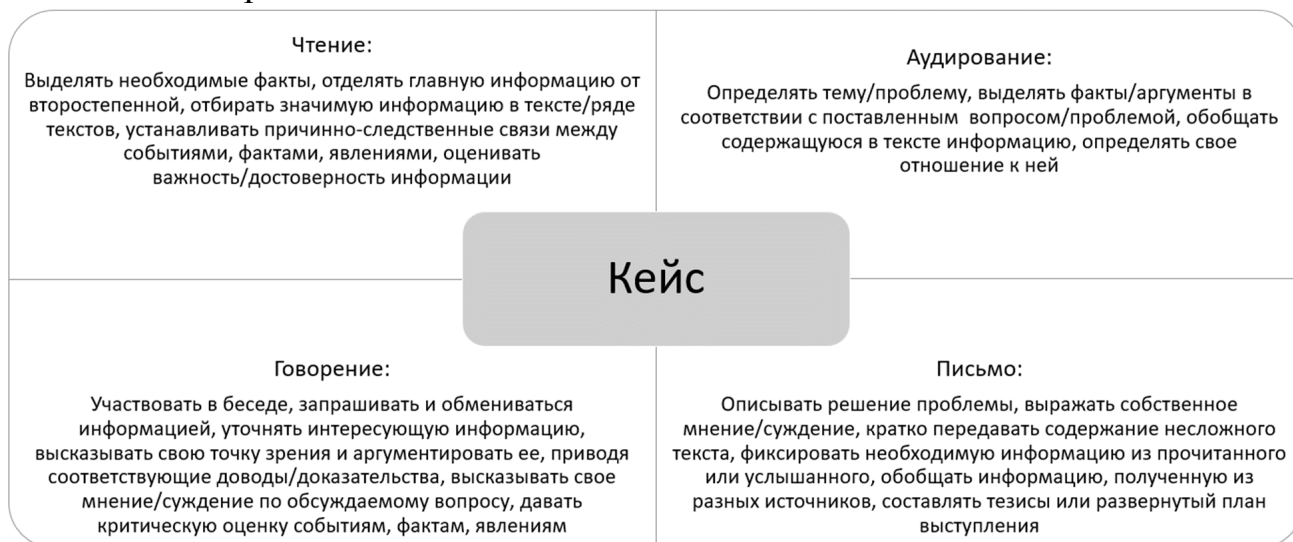 Чтение:
Выделять необходимые факты, отделять главную информацию от
второстепенной, отбирать значимую информацию в тексте/ряде
текстов, устанавливать причинно-следственные связи между
событиями, фактами, явлениями, оценивать
важность/достоверность информации
Аудирование:
Определять тему/проблему, выделять факты/аргументы в
соответствии с поставленным вопросом/проблемой, обобщать
содержащуюся в тексте информацию, определять свое
отношение к ней
Кейс
Говорение:
Участвовать в беседе, запрашивать и обмениваться
информацией, уточнять интересующую информацию,
высказывать свою точку зрения и аргументировать ее, приводя
соответствующие доводы/доказательства, высказывать свое
мнение/суждение по обсуждаемому вопросу, давать
критическую оценку событиям, фактам, явлениям
Письмо:
Описывать решение проблемы, выражать собственное
мнение/суждение, кратко передавать содержание несложного
текста, фиксировать необходимую информацию из прочитанного
или услышанного, обобщать информацию, полученную из
разных источников, составлять тезисы или развернутый план
выступления